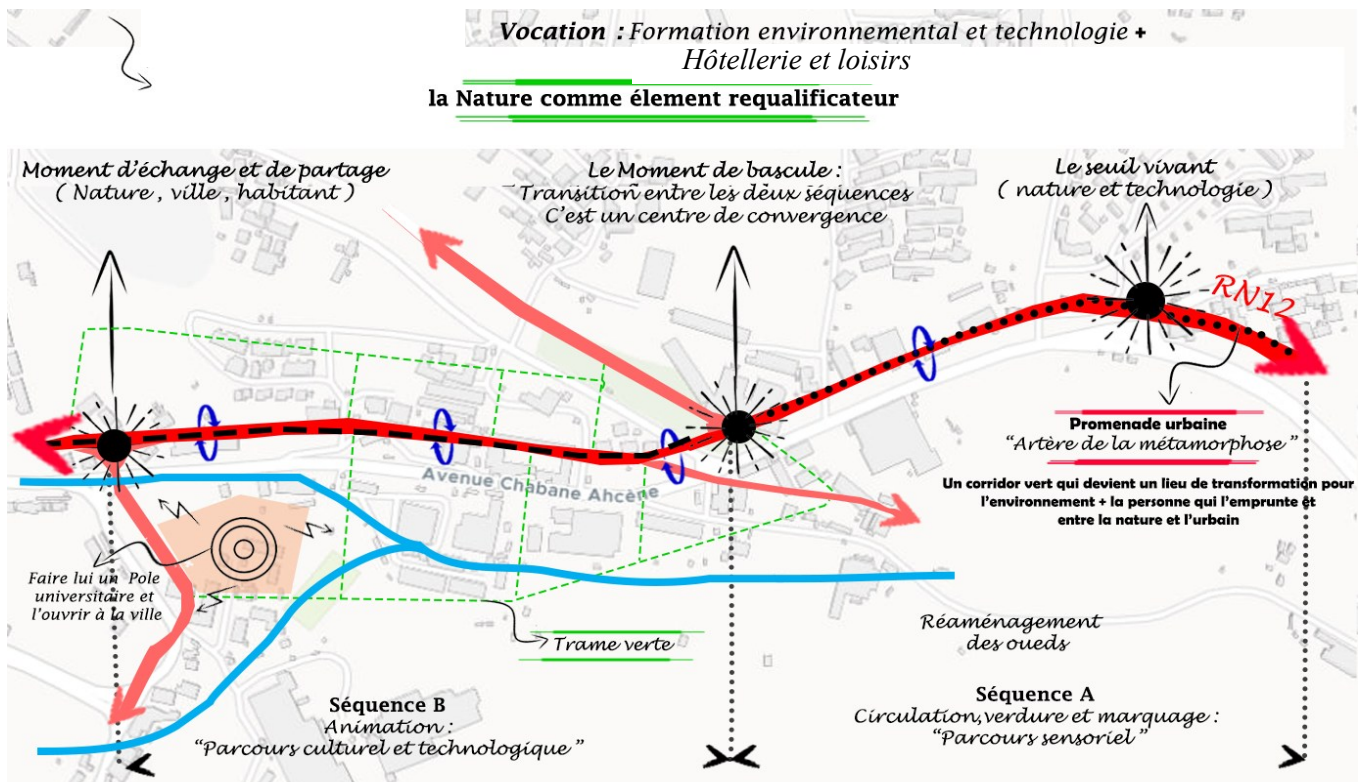 Vocation : Formation environnemental et technologie +
Hôtellerie et loisirs
la Nature comme élement requalificateur
Moment d'échange et de partage
( Nature , ville , habitant )
Le Moment de bascule :
Transition entre les deux séquences
C'est un centre de convergence
Le seuil vivant
( nature et technologie )
RN12
Promenade urbaine
"Artère de la métamorphose"
Un corridor vert qui devient un lieu de transformation pour
l'environnement + la personne qui l'emprunte et
entre la nature et l'urbain
Avenue Chabane Ahcène
Faire lui un Pole
universitaire et
l'ouvrir à la ville
Trame verte
Réaménagement
des oueds
Séquence B
Animation :
"Parcours culturel et technologique"
Séquence A
Circulation,verdure et marquage :
"Parcours sensoriel"